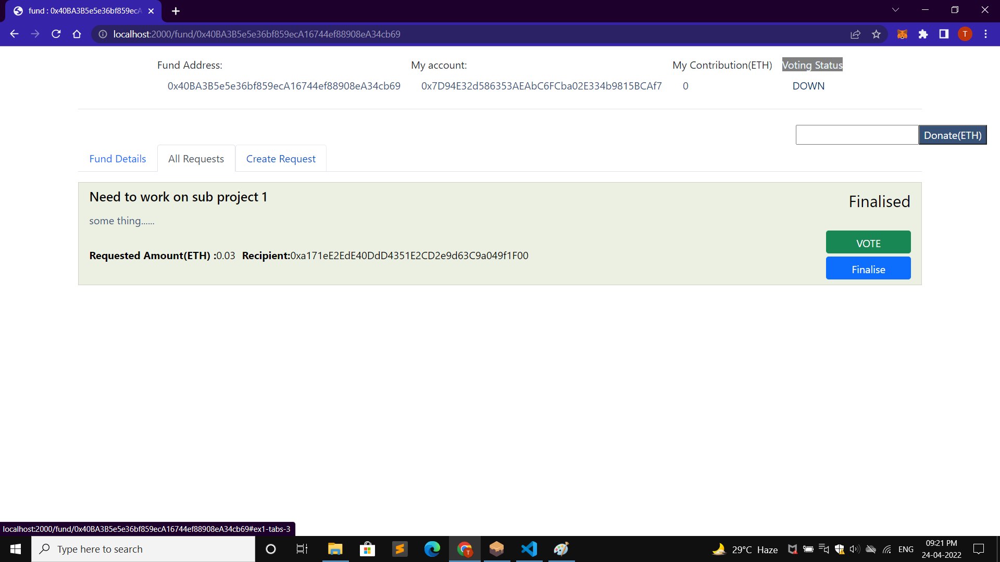 fund : 0x40BA3B5e5e36bf859ecA
localhost:2000/fund/0x40BA3B5e5e36bf859ecA16744ef88908eA34cb69
T
Fund Address: My account: My Contribution(ETH) Voting Status
0x40BA3B5e5e36bf859ecA16744ef88908eA34cb69 0x7D94E32d586353AEAbC6FCba02E334b9815BCAf7 0 DOWN
Donate(ETH)
Fund Details All Requests Create Request
Need to work on sub project 1
Finalised
some thing......
VOTE
Requested Amount(ETH) :0.03 Recipient:0xa171eE2EdE40DdD4351E2CD2e9d63C9a049f1F00
Finalise
localhost:2000/fund/0x40BA3B5e5e36bf859ecA16744ef88908eA34cb69#ex1-tabs-3
Type here to search
T
29°C Haze
ENG
09:21 PM
24-04-2022